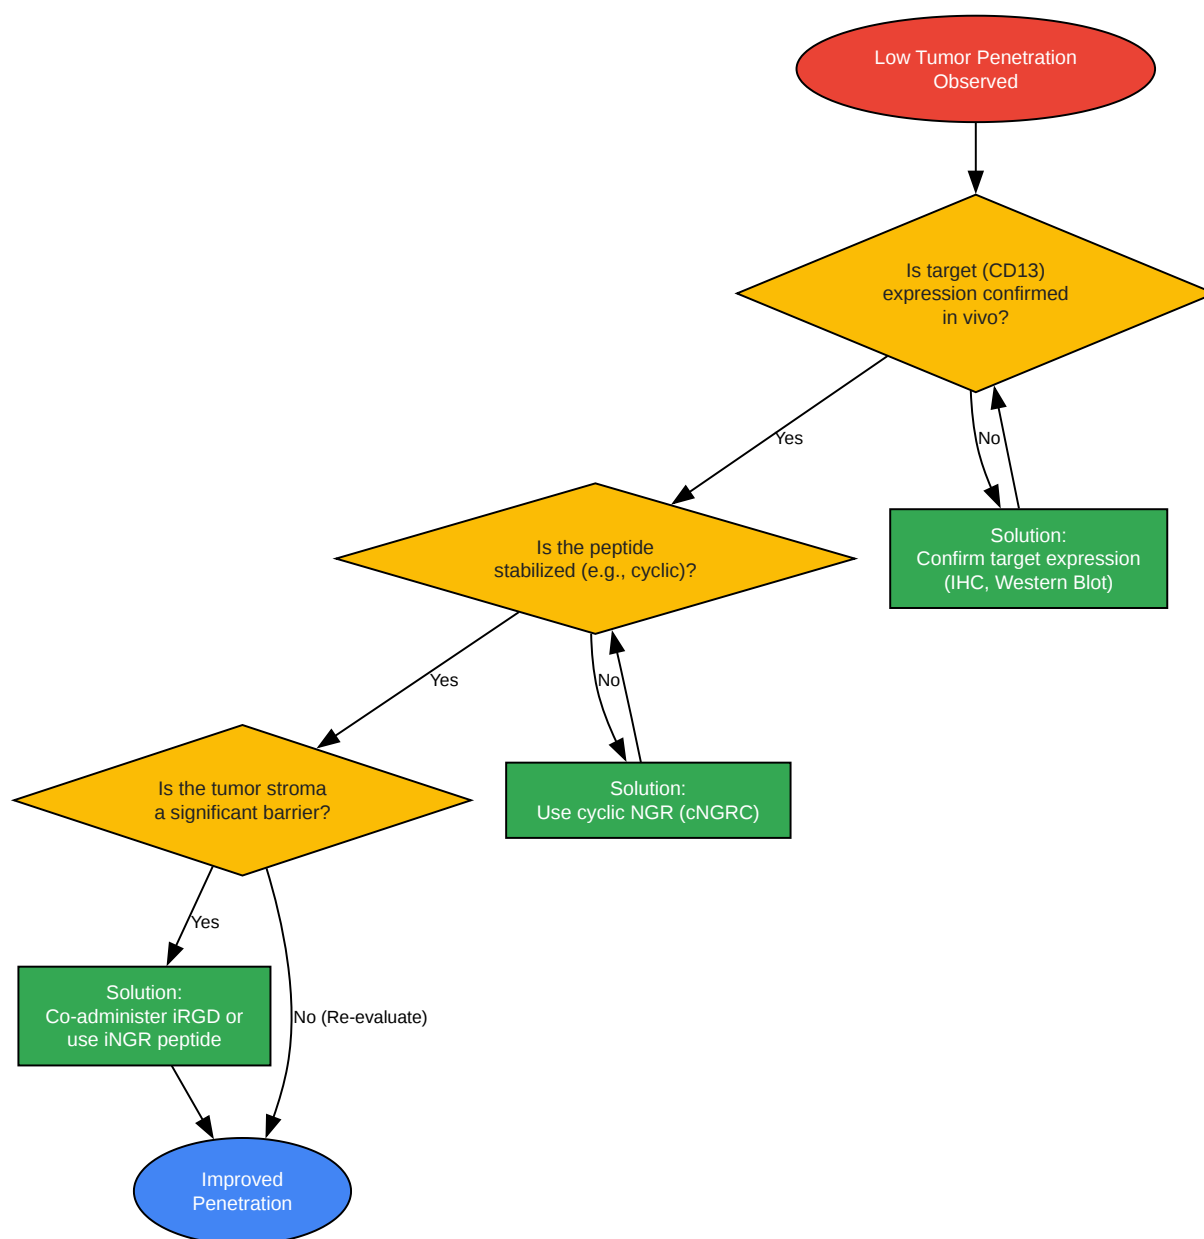 Low Tumor Penetration
Observed
Is target (CD13)
expression confirmed
in vivo?
Yes
No
Solution:
Confirm target expression
(IHC, Western Blot)
Is the peptide
stabilized (e.g., cyclic)?
Yes
No
Solution:
Use cyclic NGR (cNGRC)
Is the tumor stroma
a significant barrier?
Yes
No (Re-evaluate)
Solution:
Co-administer iRGD or
use iNGR peptide
Improved
Penetration